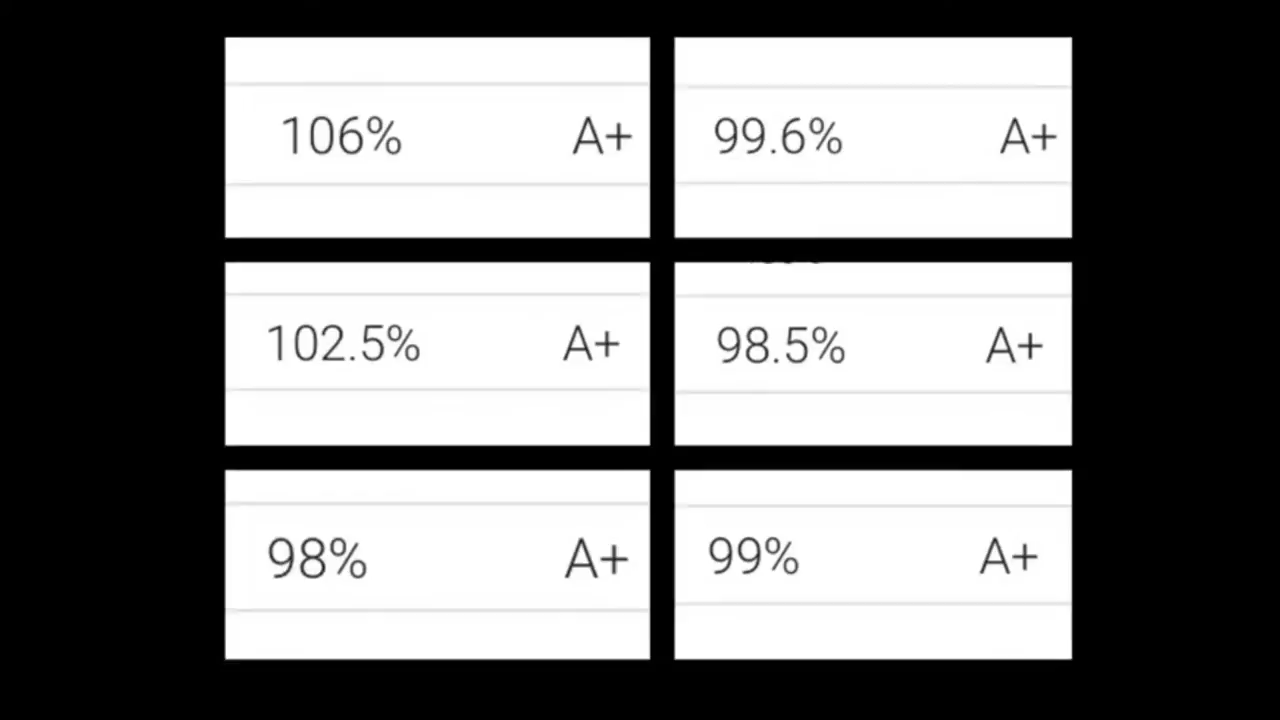 106% A+
99.6% A+
102.5% A+
98.5% A+
98% A+
99% A+